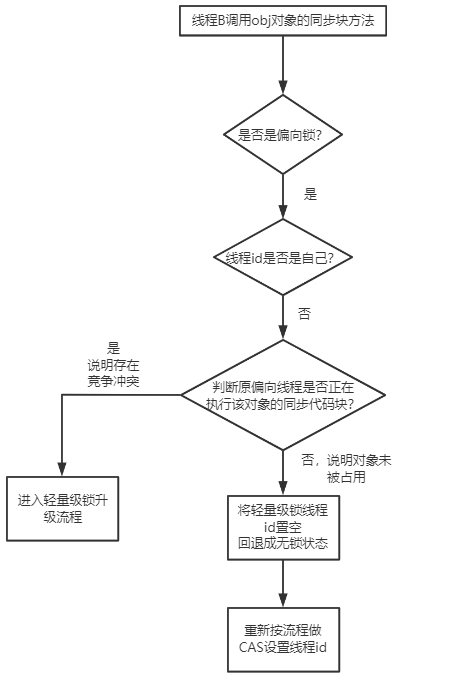 线程B调用obj对象的同步块方法
是否是偏向锁？
是
线程id是否是自己？
否
是
说明存在
竞争冲突
判断原偏向线程是否正在
执行该对象的同步代码块？
否，说明对象未
被占用
进入轻量级锁升
级流程
将轻量级锁线程
id置空
回退成无锁状态
重新按流程做
CAS设置线程id